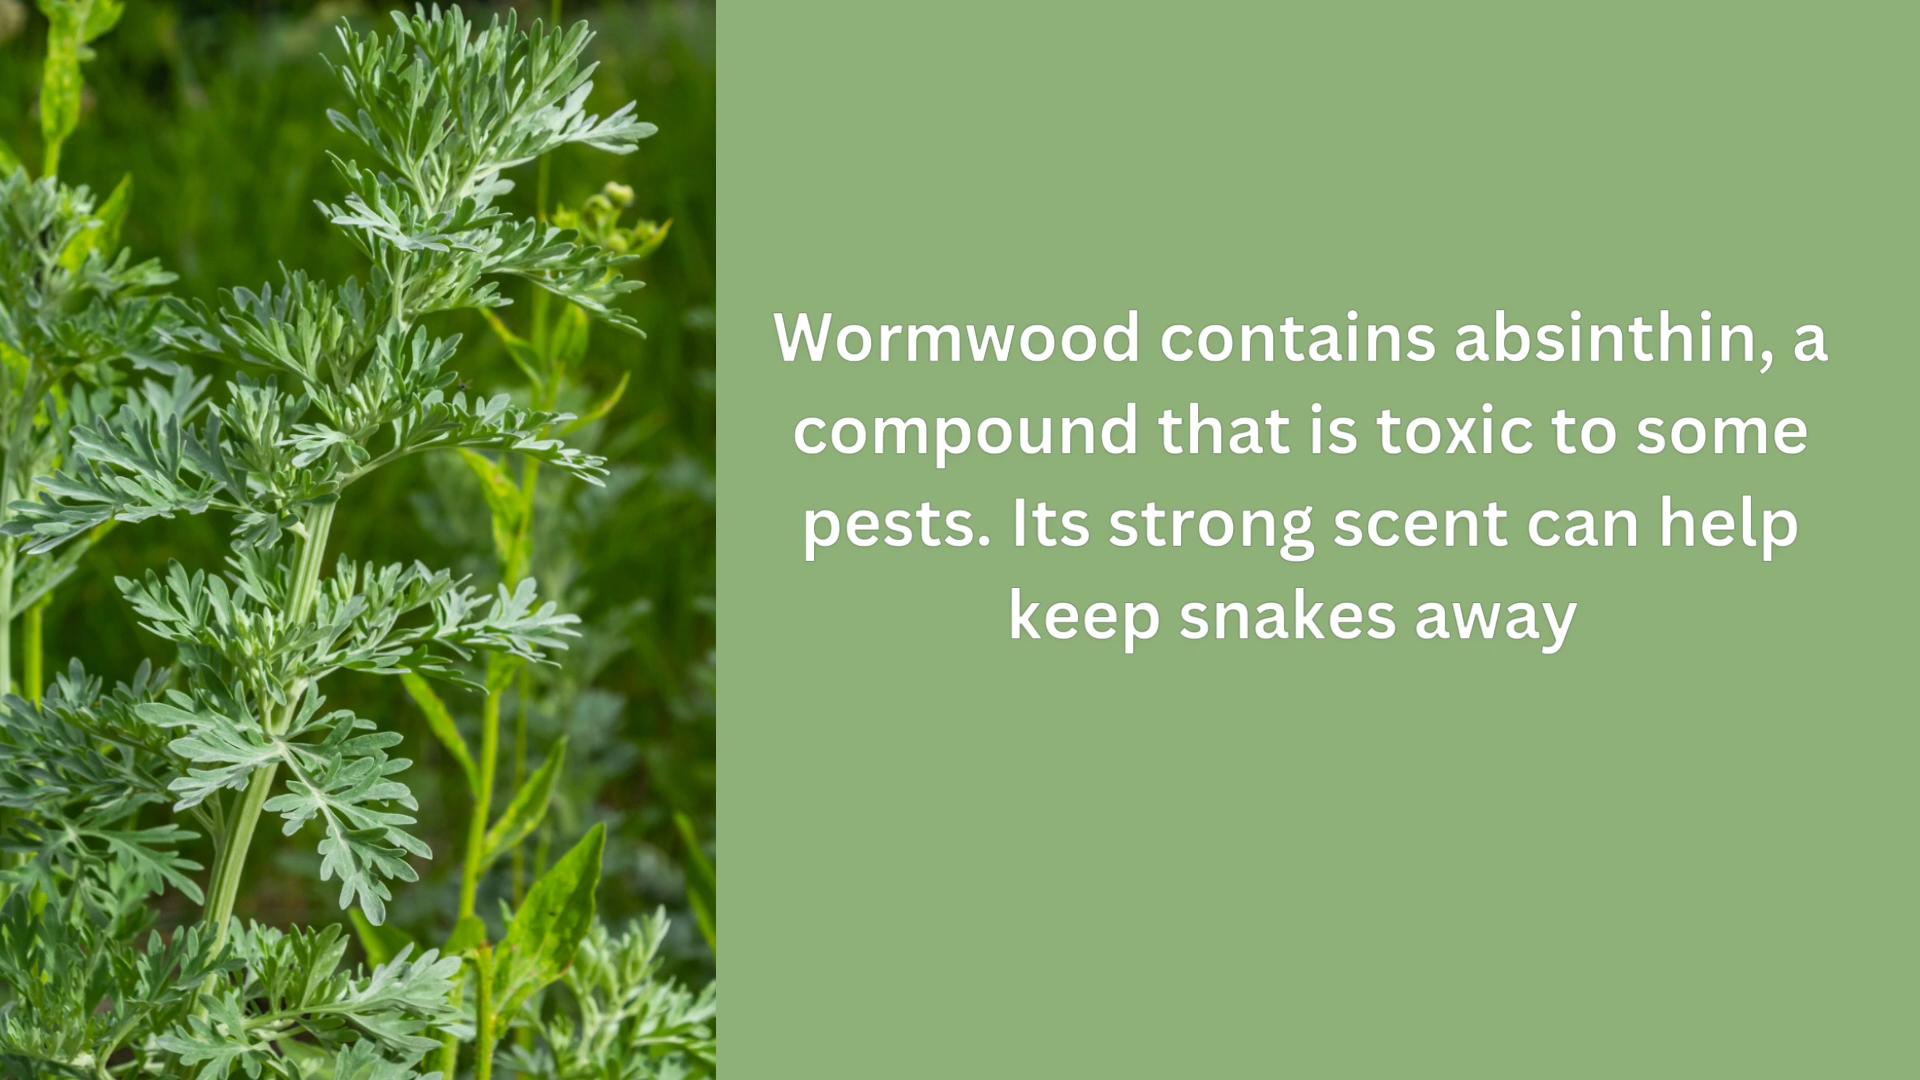 Wormwood contains absinthin, a
compound that is toxic to some
pests. Its strong scent can help
keep snakes away